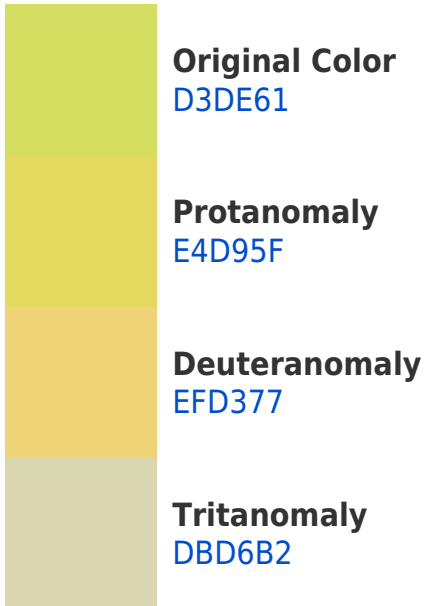 Original Color
D3DE61
Protanomaly
E4D95F
Deuteranomaly
EFD377
Tritanomaly
DBD6B2